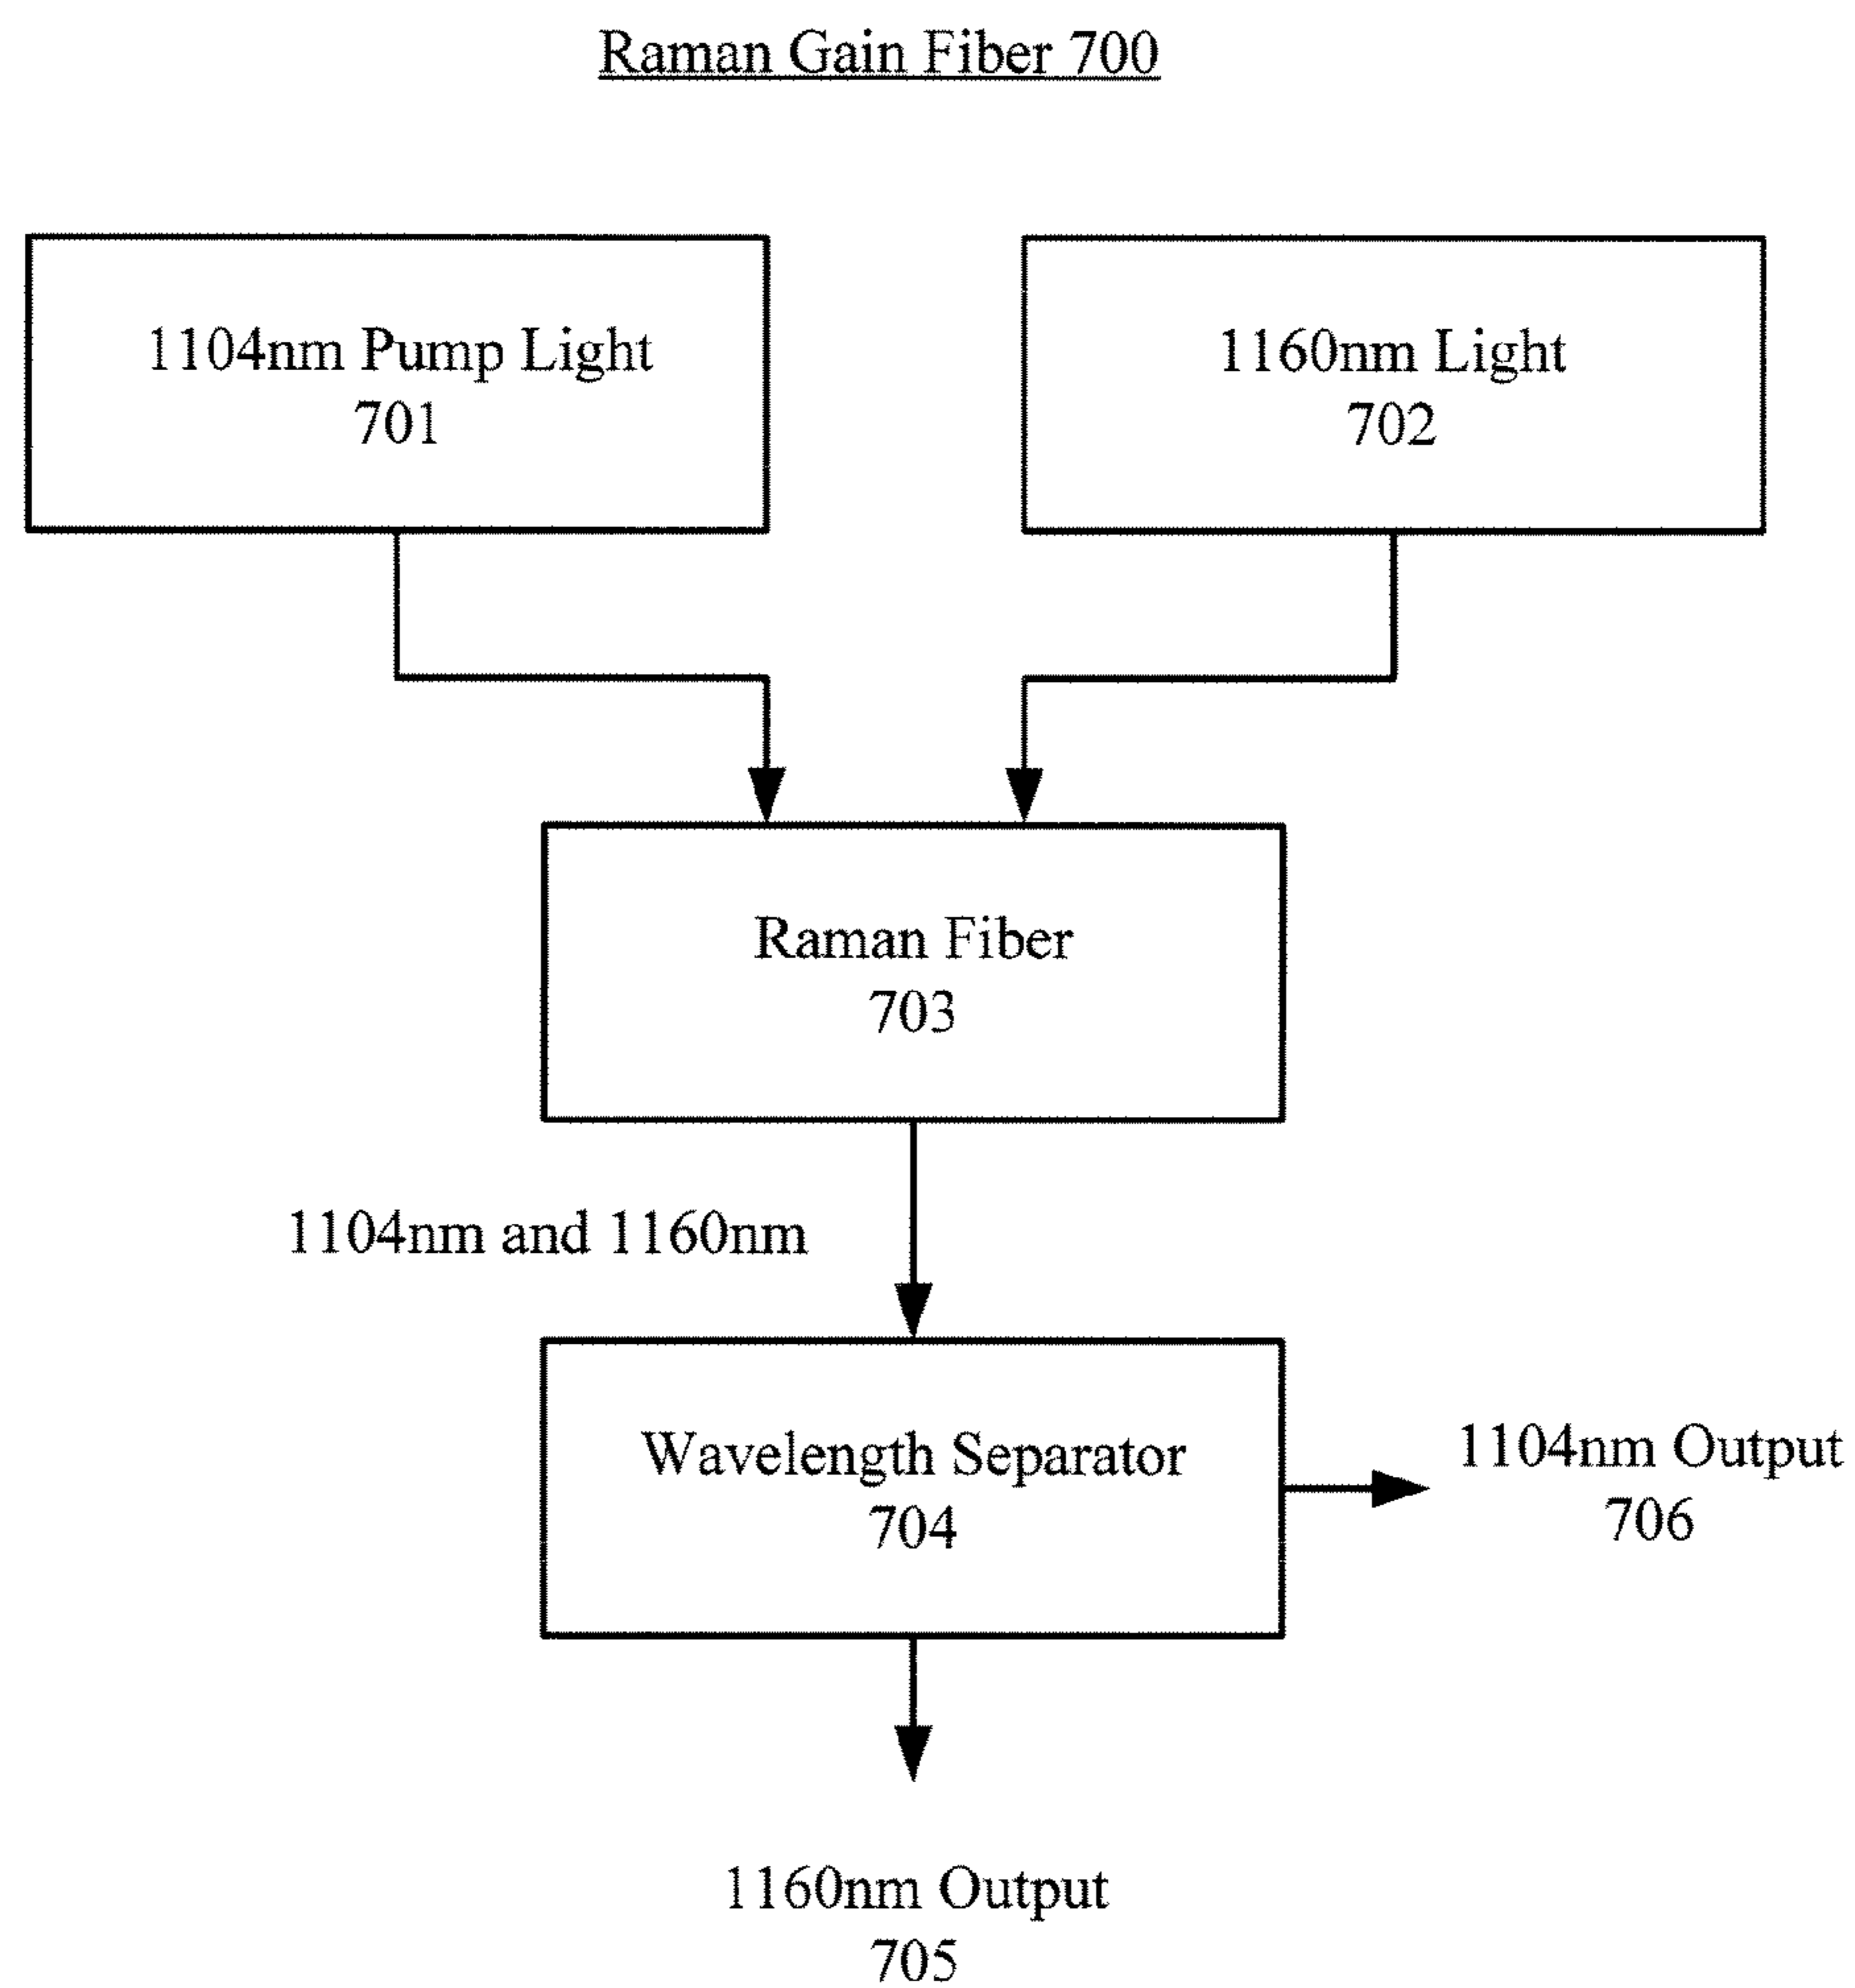 Raman Gain Fiber 700
1104nm Pump Light
701
1160nm Light
702
Raman Fiber
703
1104nm and 1160nm
Wavelength Separator
704
1104nm Output
706
1160nm Output
705